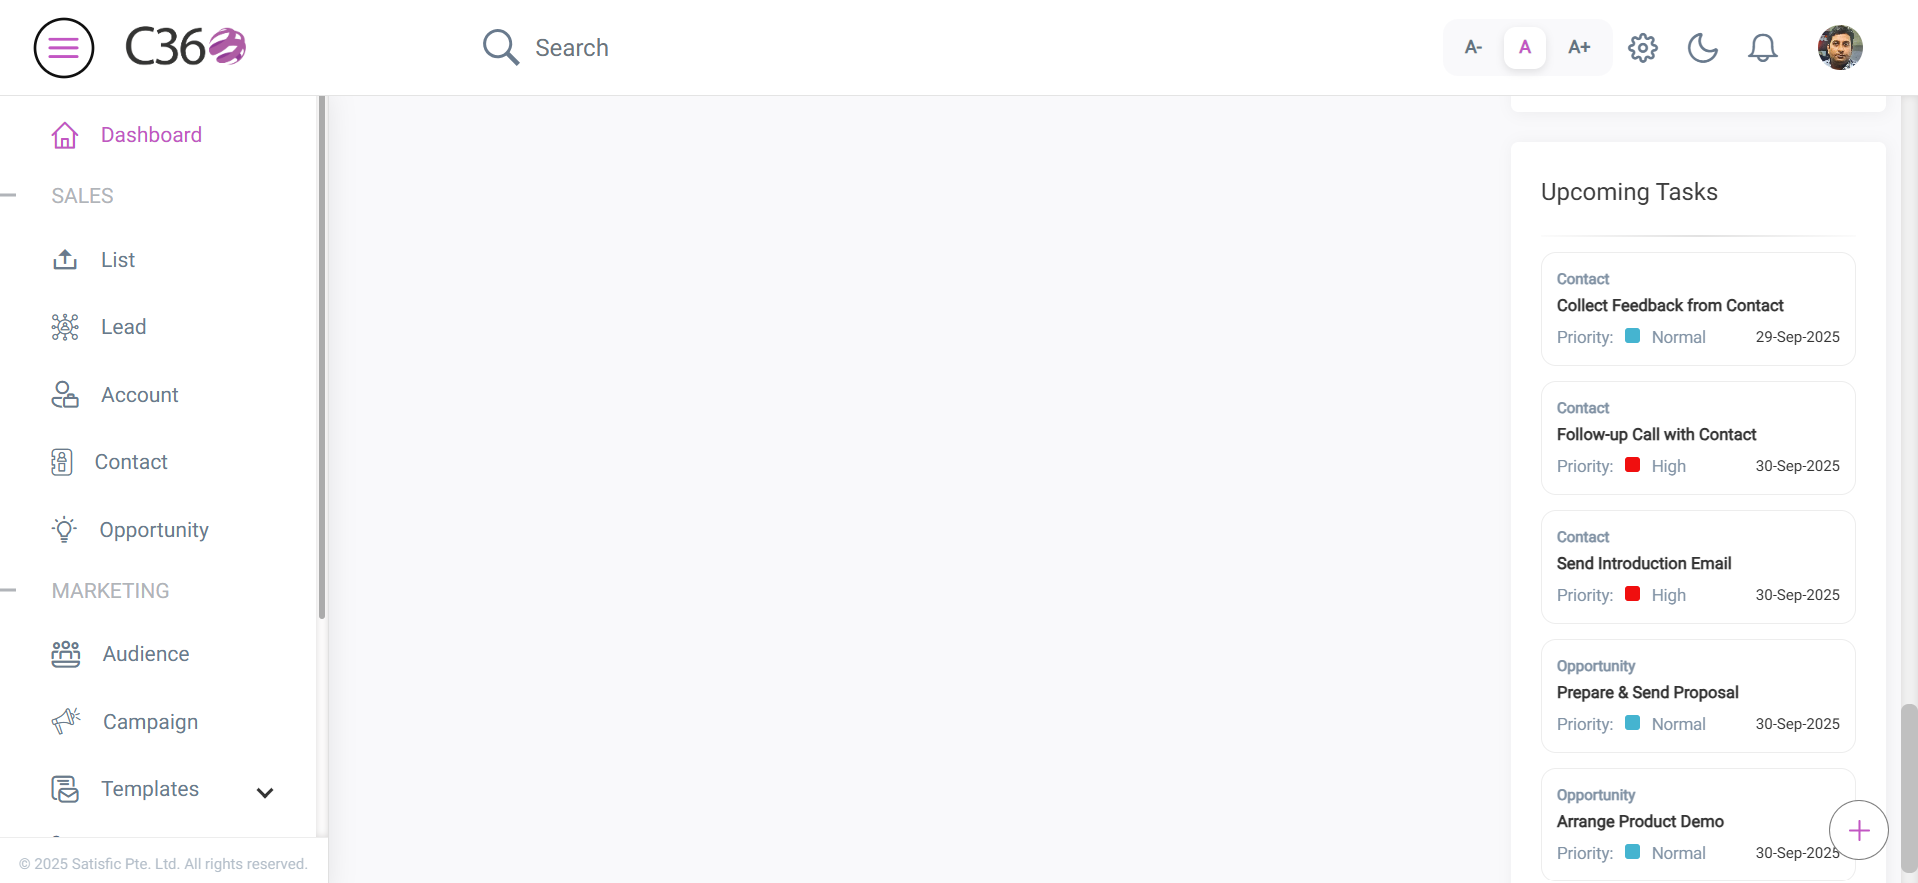 C360
Search
A-
A
A+
Dashboard
SALES
List
Lead
Account
Contact
Opportunity
MARKETING
Audience
Campaign
Templates
© 2025 Satisfic Pte. Ltd. All rights reserved.
Upcoming Tasks
Contact
Collect Feedback from Contact
Priority: Normal 29-Sep-2025
Contact
Follow-up Call with Contact
Priority: High 30-Sep-2025
Contact
Send Introduction Email
Priority: High 30-Sep-2025
Opportunity
Prepare & Send Proposal
Priority: Normal 30-Sep-2025
Opportunity
Arrange Product Demo
Priority: Normal 30-Sep-2025